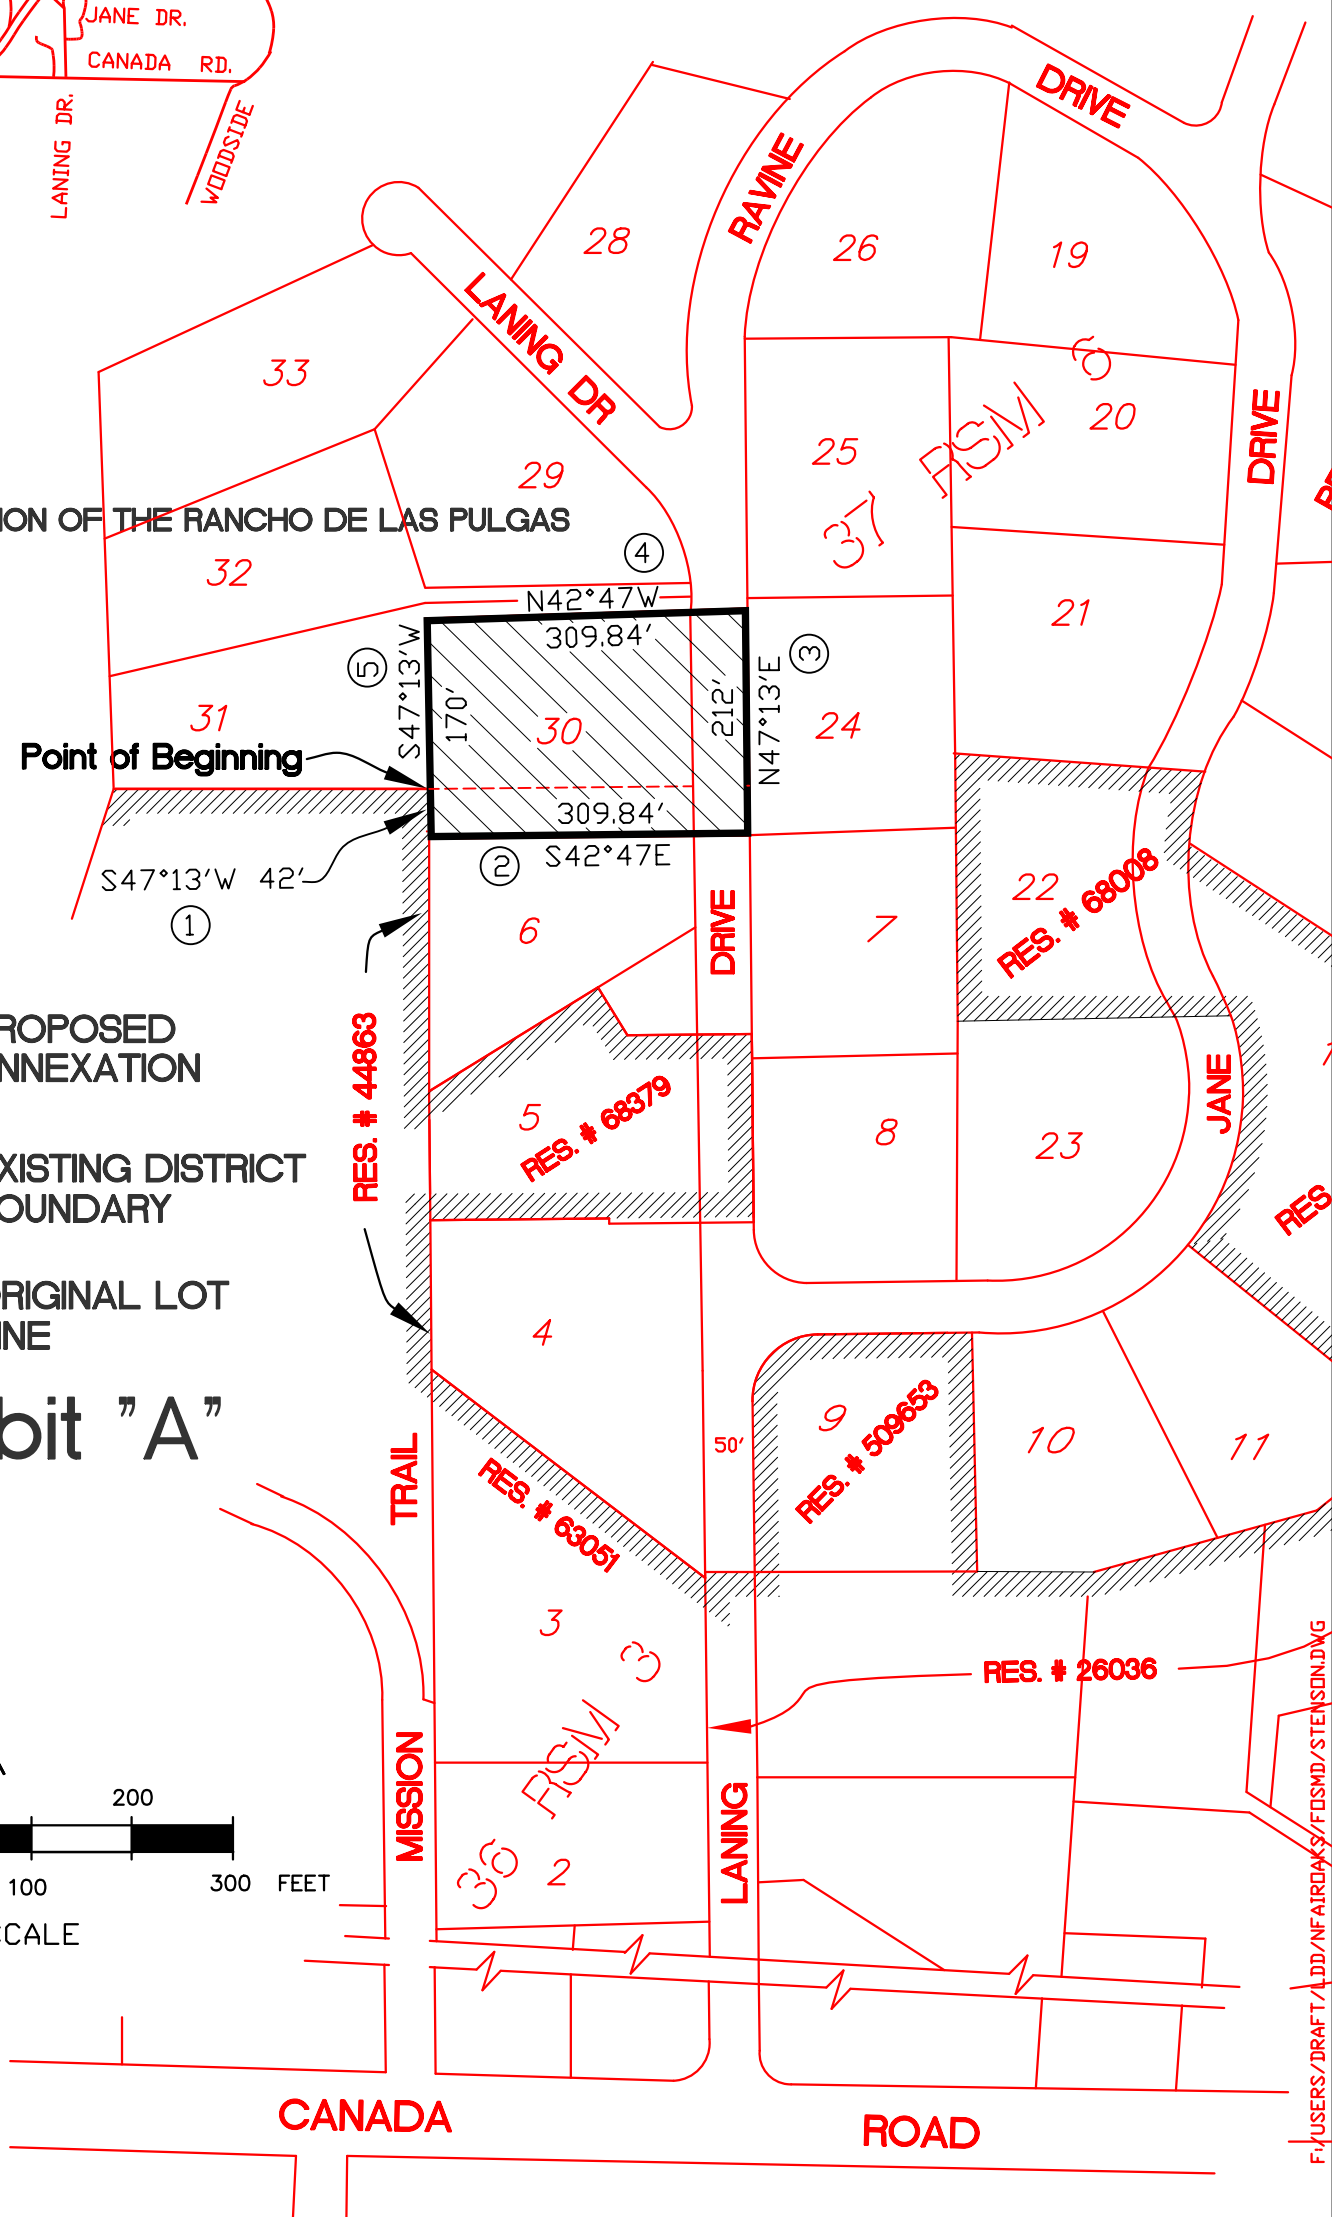 JANE DR.
CANADA RD.
LANING DR.
WOODSIDE
DRIVE
RAVINE
28
26
19
LANING DR
33
6
20
25
RSM
DRIVE
29
37
ION OF THE RANCHO DE LAS PULGAS
32
4
N42°47W
309.84'
21
5
S47°13'W
170'
30
212'
N47°13'E
3
24
31
Point of Beginning
309.84'
S42°47E
2
S47°13'W 42'
1
6
DRIVE
7
22
RES. # 68008
ROPOSED
NNEXATION
RES. # 44863
5
RES. # 68379
8
23
JANE
XISTING DISTRICT
OUNDARY
RES
RIGINAL LOT
INE
4
bit "A"
TRAIL
RES. # 63051
50'
9
RES. # 509653
10
11
3
3
RSM
36
RES. # 26036
MISSION
LANING
2
200
100
300 FEET
CALE
CANADA
ROAD
F:/USERS/DRAFT/LDD/NFAIROAKS/FOSMD/STENSON.DWG